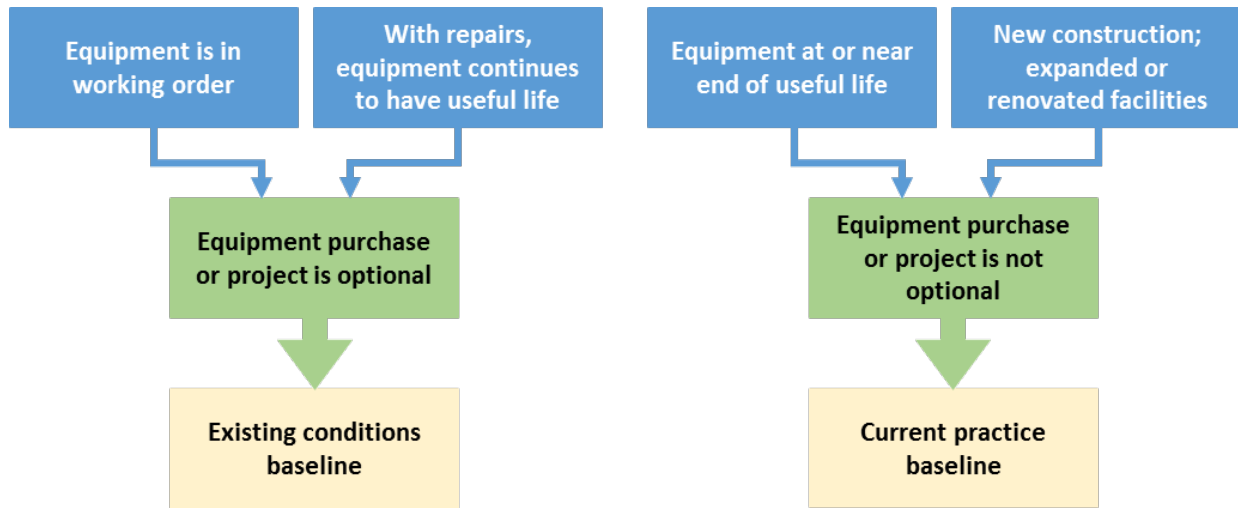 Equipment is in
working order
With repairs,
equipment continues
to have useful life
Equipment at or near
end of useful life
New construction;
expanded or
renovated facilities
Equipment purchase
or project is optional
Equipment purchase
or project is not
optional
Existing conditions
baseline
Current practice
baseline